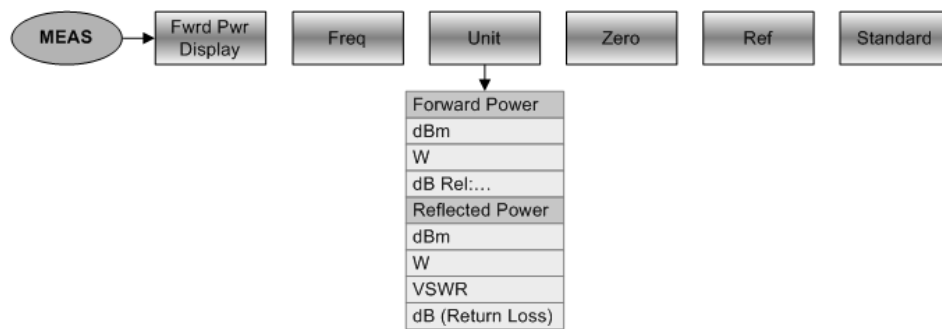 MEAS
Fwrd Pwr
Display
Freq
Unit
Zero
Ref
Standard
Forward Power
dBm
W
dB Rel:...
Reflected Power
dBm
W
VSWR
dB (Return Loss)